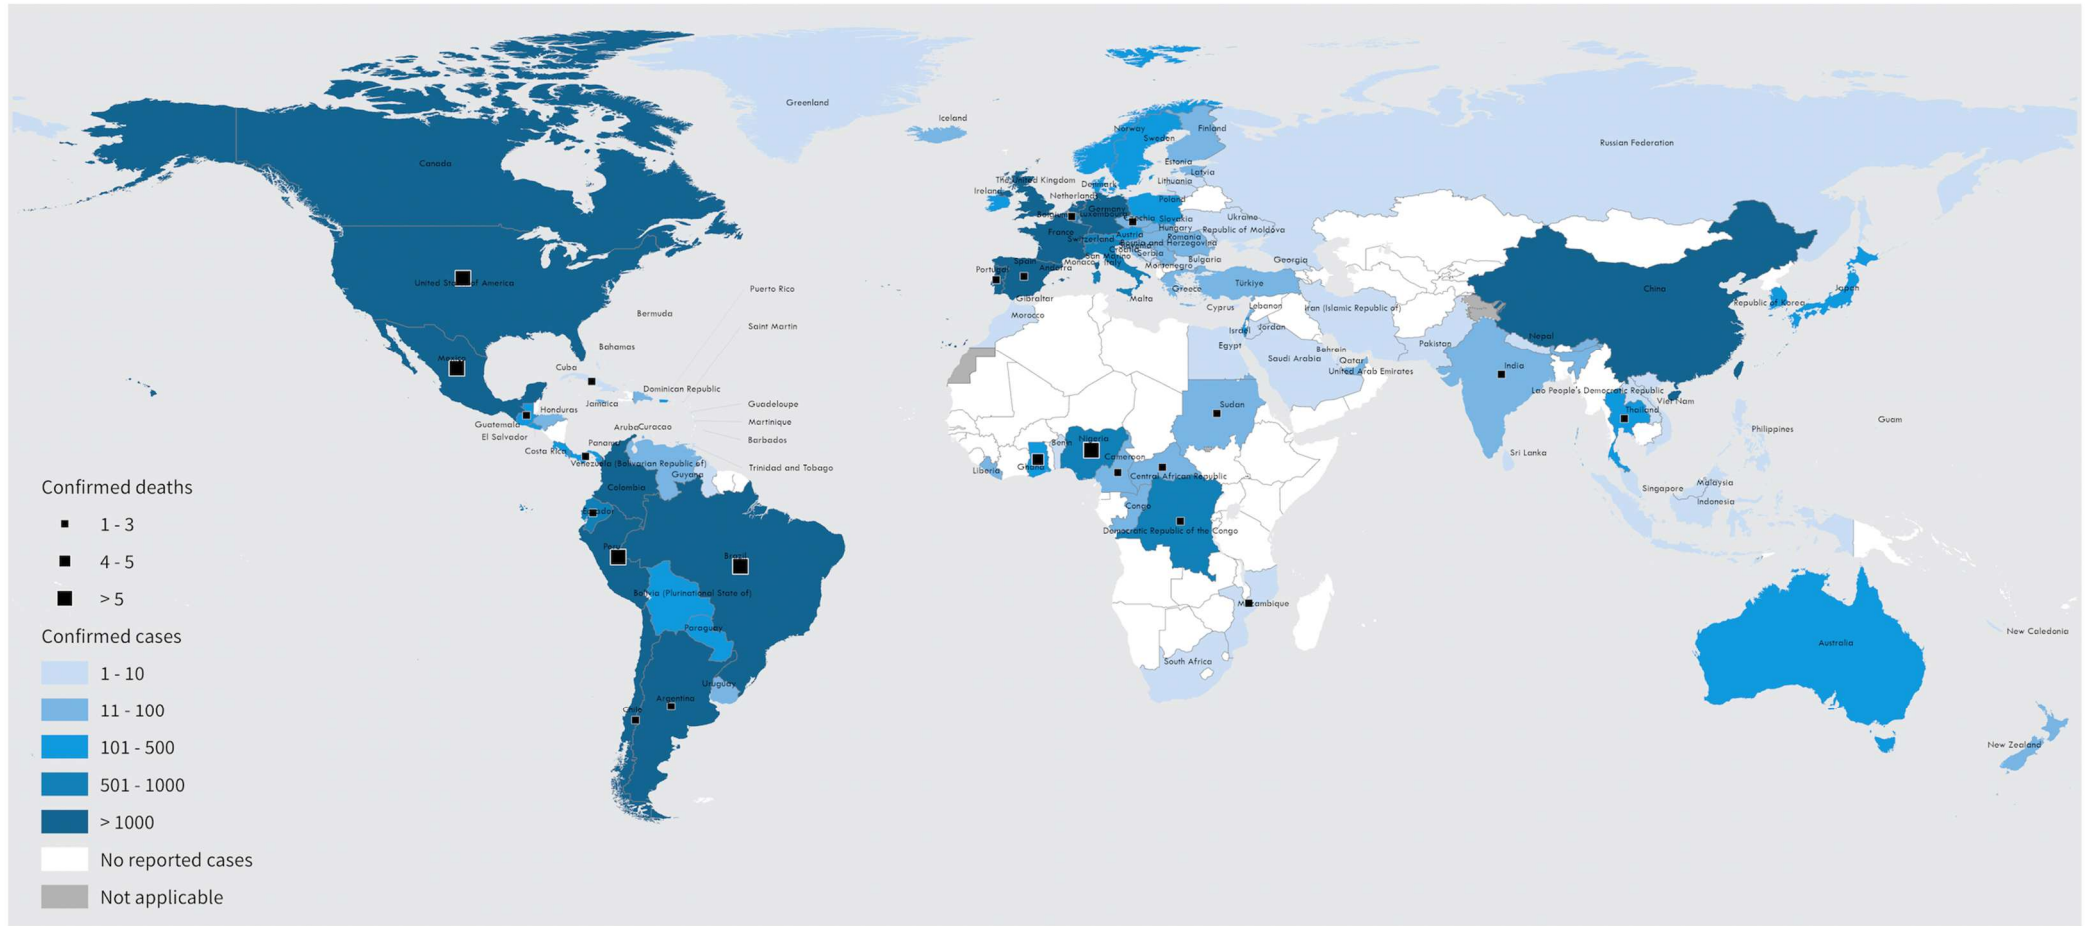 Greenland
Iceland
Norway
Finland
Sweden
Russian Federation
Canada
Estonia
Latvia
The United Kingdom
Lithuania
Denmark
Ireland
Netherlands
Poland
Germany
Belgium
Luxembourg
Czechia
Slovakia
Ukraine
Hungary
Republic of Moldova
France
Austria
Romania
Switzerland
Bosnia and Herzegovina
Croatia
Serbia
San Marino
Italy
Monaco
Bulgaria
Georgia
Spain
Andorra
Montenegro
Portugal
United States of America
Türkiye
Greece
China
Japan
Puerto Rico
Gibraltar
Malta
Cyprus
Lebanon
Iran (Islamic Republic of)
Republic of Korea
Bermuda
Morocco
Saint Martin
Israel
Jordan
Nepal
Bahamas
Egypt
Bahrain
Pakistan
Mexico
Saudi Arabia
Qatar
Cuba
United Arab Emirates
India
Dominican Republic
Lao People's Democratic Republic
Jamaica
Guadeloupe
Sudan
Viet Nam
Honduras
Thailand
Guatemala
Martinique
Guam
Aruba
Curacao
Philippines
El Salvador
Barbados
Panama
Benin
Nigeria
Costa Rica
Cameroon
Sri Lanka
Venezuela (Bolivarian Republic of)
Trinidad and Tobago
Liberia
Ghana
Guyana
Central African Republic
Malaysia
Colombia
Singapore
Indonesia
Ecuador
Congo
Democratic Republic of the Congo
Peru
Brazil
Bolivia (Plurinational State of)
Mozambique
Paraguay
New Caledonia
Australia
South Africa
Uruguay
Argentina
Chile
New Zealand
Confirmed deaths
1 - 3
4 - 5
> 5
Confirmed cases
1 - 10
11 - 100
101 - 500
501 - 1000
> 1000
No reported cases
Not applicable